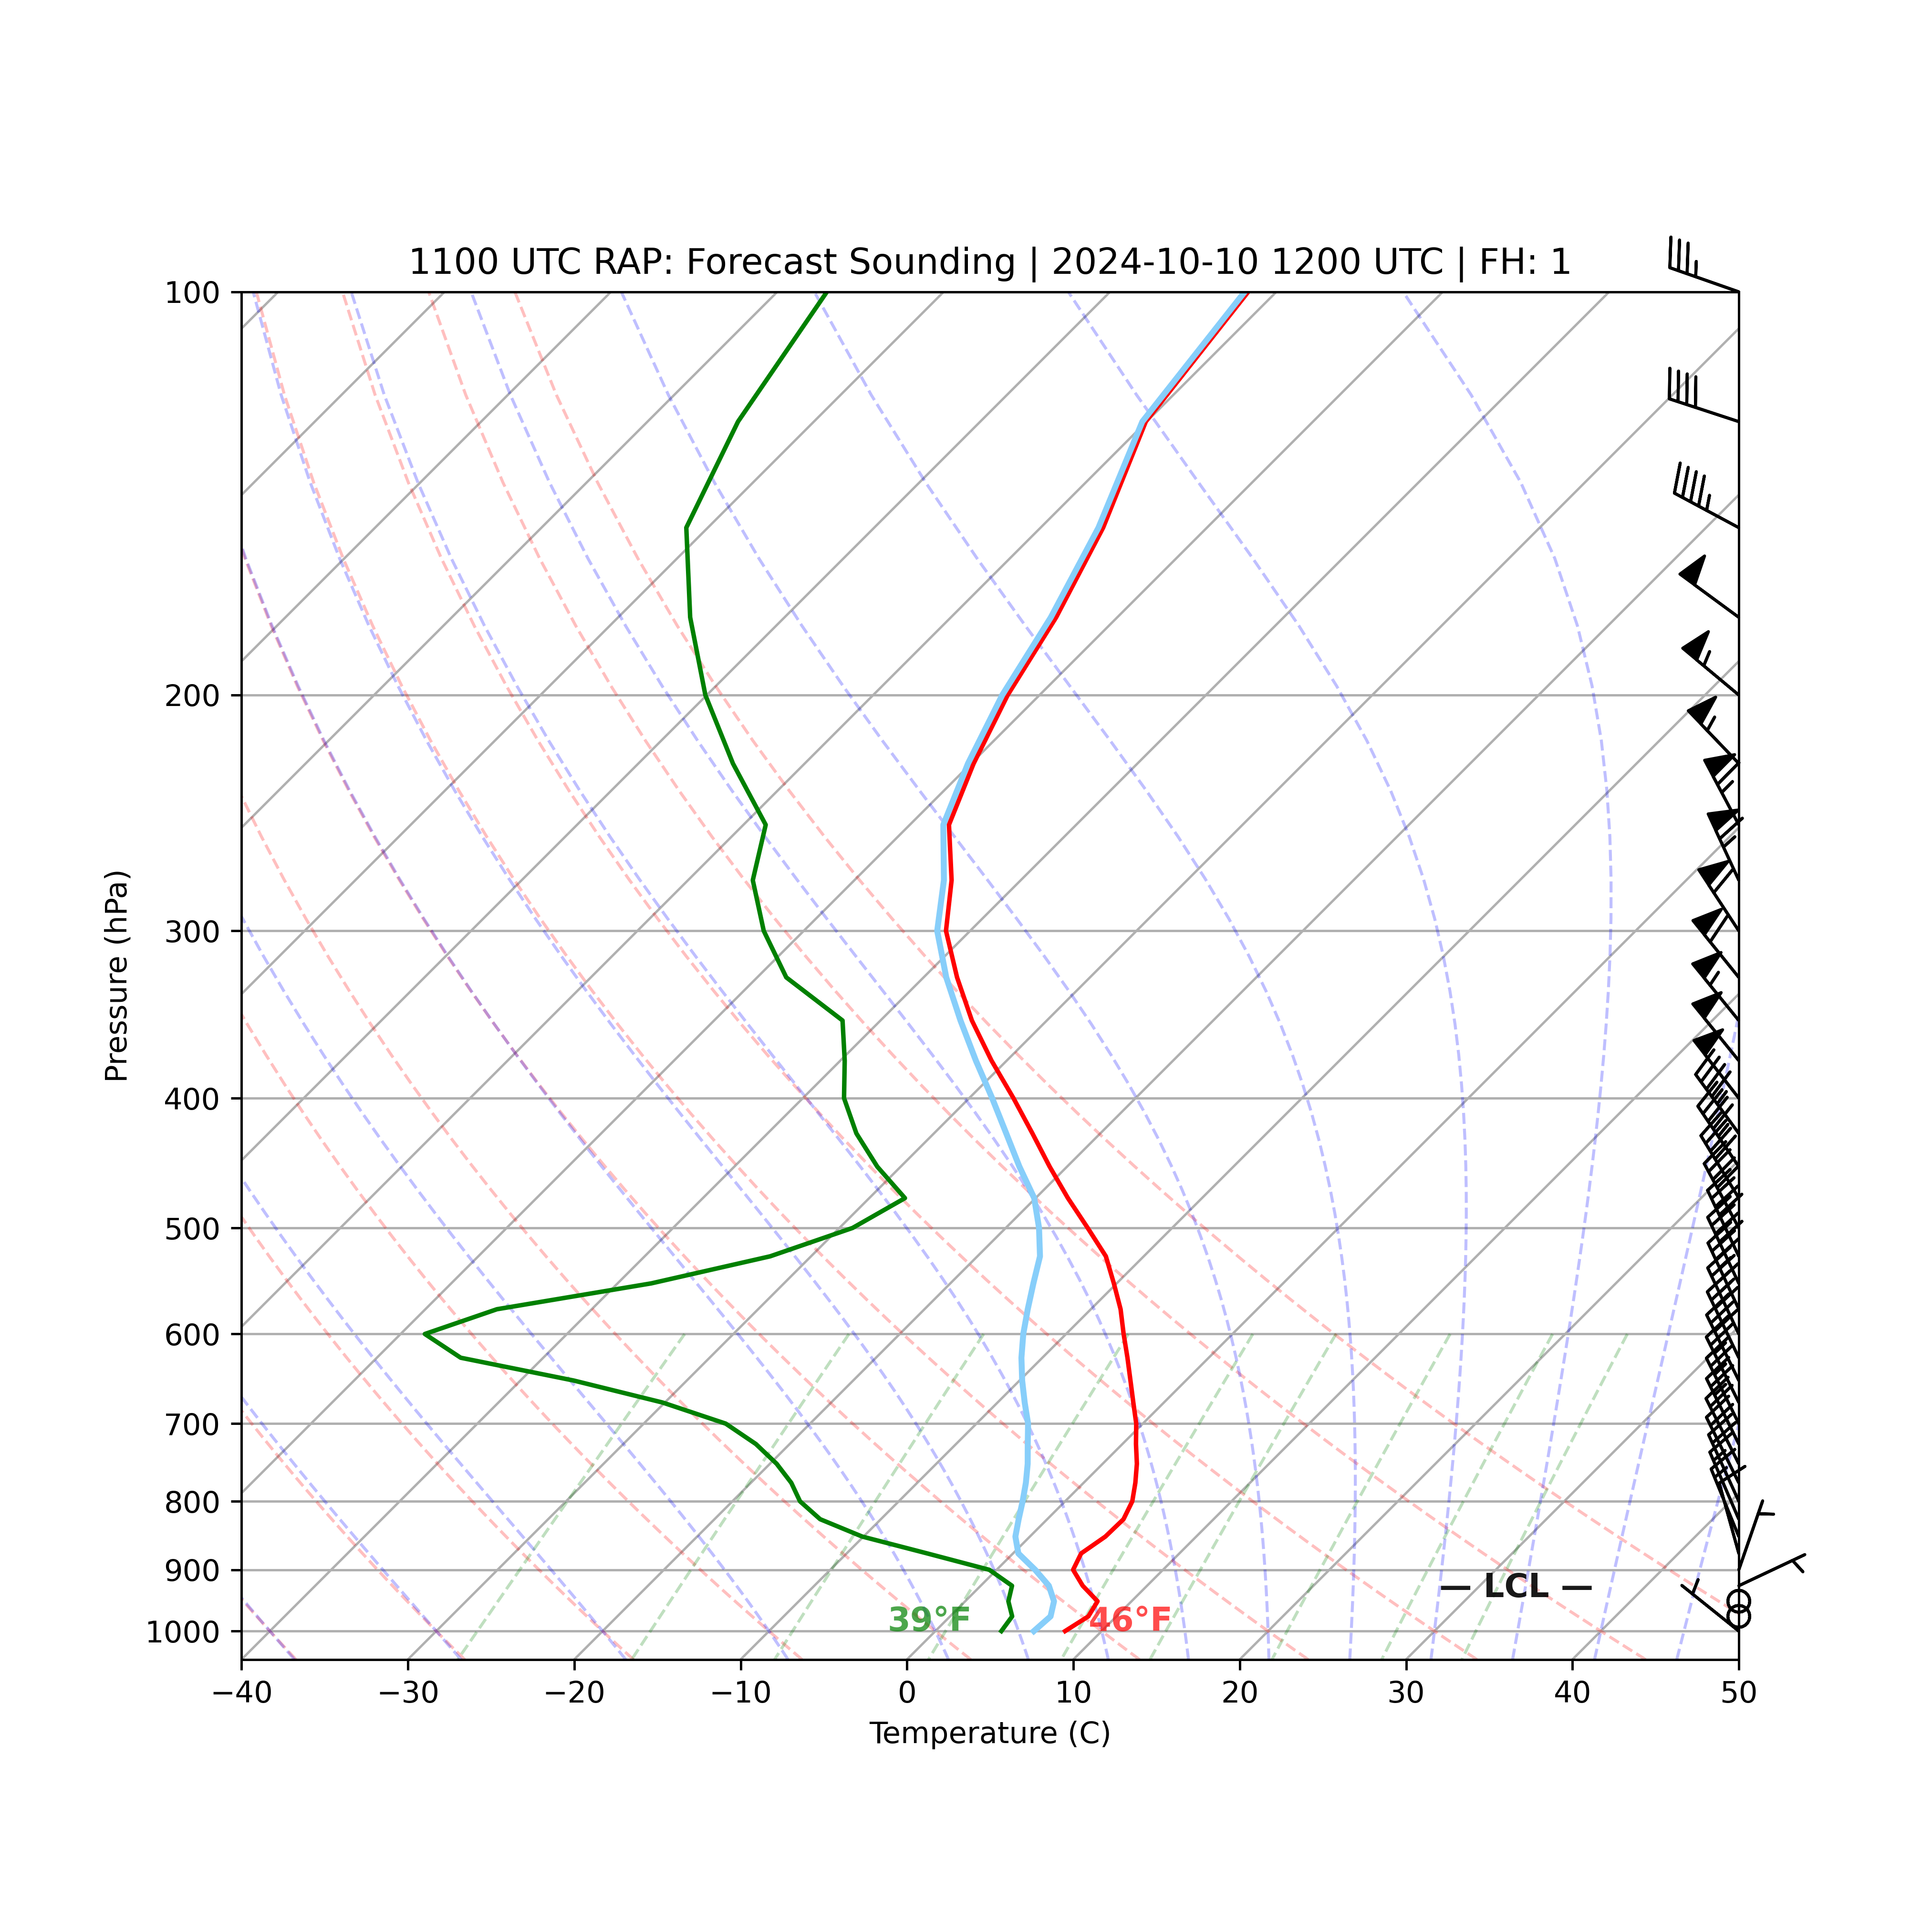 1100 UTC RAP: Forecast Sounding | 2024-10-10 1200 UTC | FH: 1
100
200
300
400
500
600
700
800
900
1000
Pressure (hPa)
— LCL —
39°F
46°F
−40 −30 −20 −10 0 10 20 30 40 50
Temperature (C)